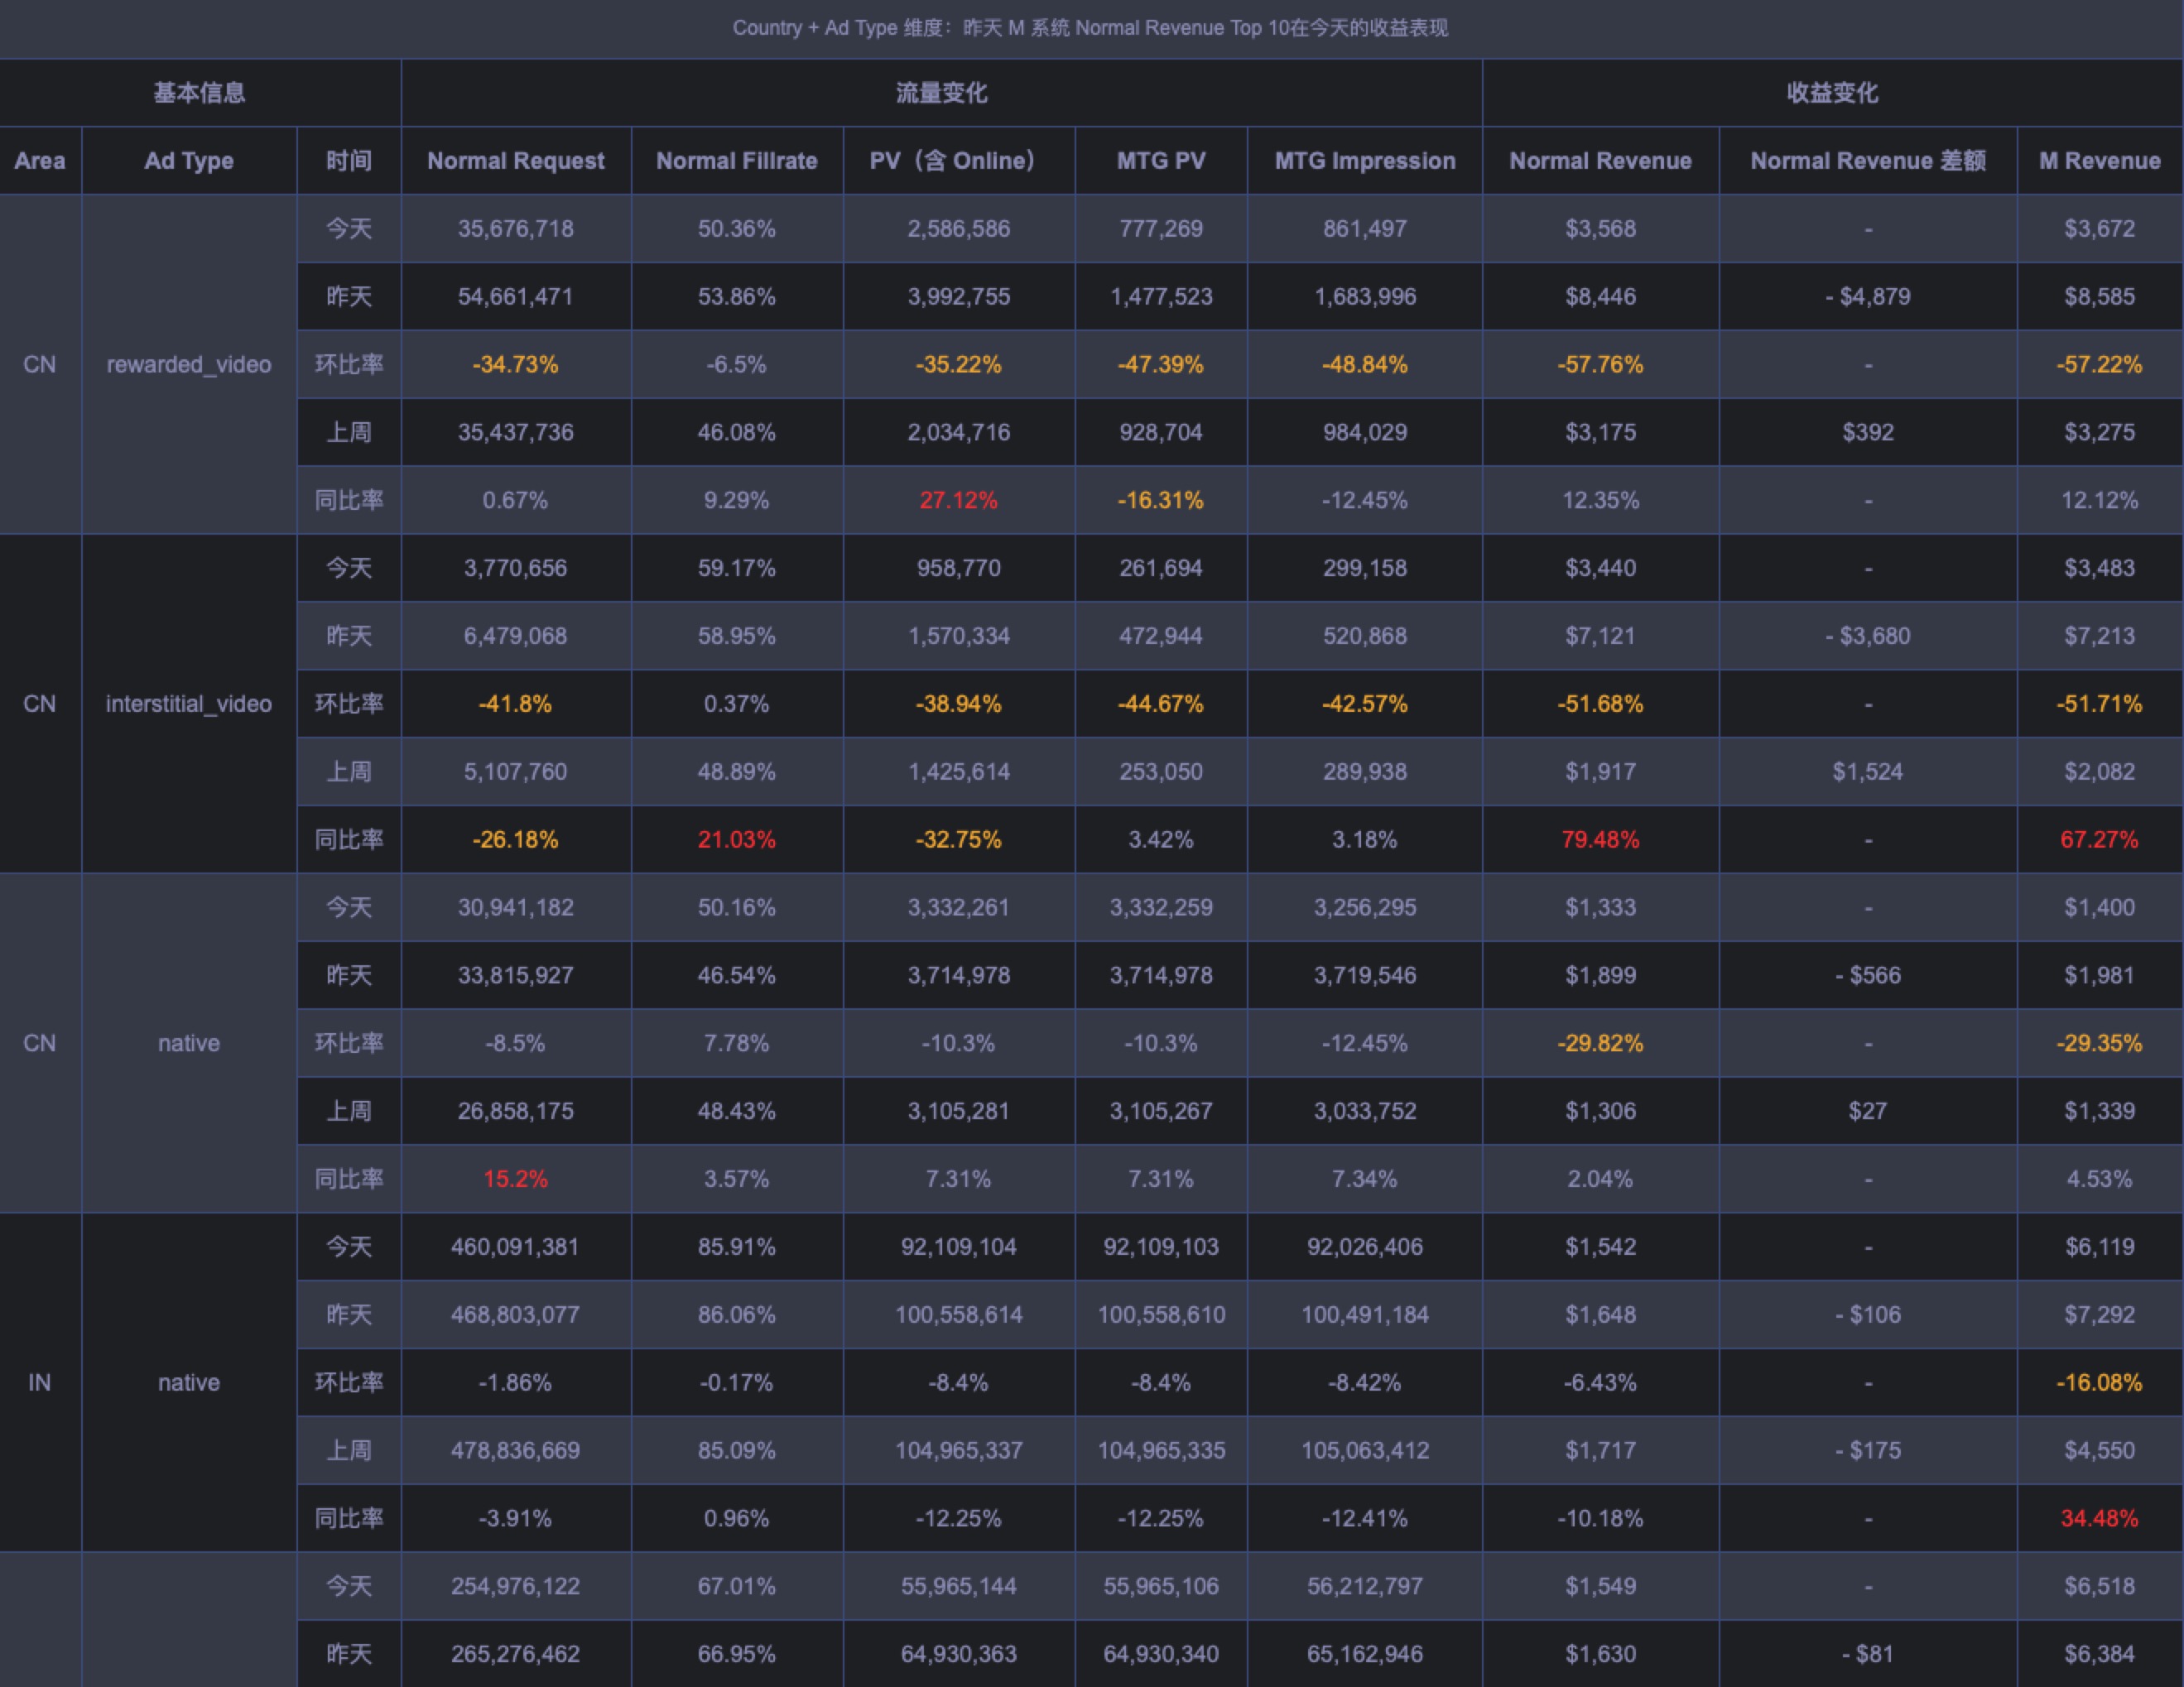 Country + Ad Type 维度：昨天 M 系统 Normal Revenue Top 10在今天的收益表现
基本信息 流量变化 收益变化
Area Ad Type 时间 Normal Request Normal Fillrate PV（含 Online） MTG PV MTG Impression Normal Revenue Normal Revenue 差额 M Revenue
今天 35,676,718 50.36% 2,586,586 777,269 861,497 $3,568 - $3,672
昨天 54,661,471 53.86% 3,992,755 1,477,523 1,683,996 $8,446 - $4,879 $8,585
CN rewarded_video 环比率 -34.73% -6.5% -35.22% -47.39% -48.84% -57.76% - -57.22%
上周 35,437,736 46.08% 2,034,716 928,704 984,029 $3,175 $392 $3,275
同比率 0.67% 9.29% 27.12% -16.31% -12.45% 12.35% - 12.12%
今天 3,770,656 59.17% 958,770 261,694 299,158 $3,440 - $3,483
昨天 6,479,068 58.95% 1,570,334 472,944 520,868 $7,121 - $3,680 $7,213
CN interstitial_video 环比率 -41.8% 0.37% -38.94% -44.67% -42.57% -51.68% - -51.71%
上周 5,107,760 48.89% 1,425,614 253,050 289,938 $1,917 $1,524 $2,082
同比率 -26.18% 21.03% -32.75% 3.42% 3.18% 79.48% - 67.27%
今天 30,941,182 50.16% 3,332,261 3,332,259 3,256,295 $1,333 - $1,400
昨天 33,815,927 46.54% 3,714,978 3,714,978 3,719,546 $1,899 - $566 $1,981
CN native 环比率 -8.5% 7.78% -10.3% -10.3% -12.45% -29.82% - -29.35%
上周 26,858,175 48.43% 3,105,281 3,105,267 3,033,752 $1,306 $27 $1,339
同比率 15.2% 3.57% 7.31% 7.31% 7.34% 2.04% - 4.53%
今天 460,091,381 85.91% 92,109,104 92,109,103 92,026,406 $1,542 - $6,119
昨天 468,803,077 86.06% 100,558,614 100,558,610 100,491,184 $1,648 - $106 $7,292
IN native 环比率 -1.86% -0.17% -8.4% -8.4% -8.42% -6.43% - -16.08%
上周 478,836,669 85.09% 104,965,337 104,965,335 105,063,412 $1,717 - $175 $4,550
同比率 -3.91% 0.96% -12.25% -12.25% -12.41% -10.18% - 34.48%
今天 254,976,122 67.01% 55,965,144 55,965,106 56,212,797 $1,549 - $6,518
昨天 265,276,462 66.95% 64,930,363 64,930,340 65,162,946 $1,630 - $81 $6,384